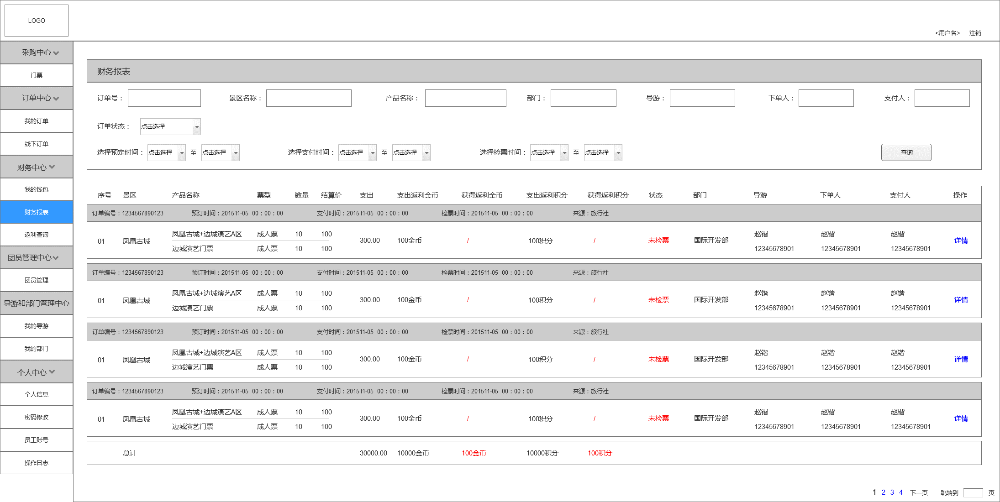 LOGO
<用户名> 注销
采购中心
门票
订单中心
我的订单
线下订单
财务中心
我的钱包
财务报表
返利查询
团员管理中心
团员管理
导游和部门管理中心
我的导游
我的部门
个人中心
个人信息
密码修改
员工账号
操作日志
财务报表
订单号： 景区名称： 产品名称： 部门： 导游： 下单人： 支付人：
订单状态： 点击选择
选择预定时间： 点击选择 至 点击选择 选择支付时间： 点击选择 至 点击选择 选择检票时间： 点击选择 至 点击选择 查询
序号 景区 产品名称 票型 数量 结算价 支出 支出返利金币 获得返利金币 支出返利积分 获得返利积分 状态 部门 导游 下单人 支付人 操作
订单编号：1234567890123 预订时间：201511-05 00：00：00 支付时间：201511-05 00：00：00 检票时间：201511-05 00：00：00 来源：旅行社
凤凰古城+边城演艺A区 成人票 10 100 赵锴 赵锴 赵锴
01 凤凰古城 300.00 100金币 / 100积分 / 未检票 国际开发部 详情
边城演艺门票 成人票 10 100 12345678901 12345678901 12345678901
订单编号：1234567890123 预订时间：201511-05 00：00：00 支付时间：201511-05 00：00：00 检票时间：201511-05 00：00：00 来源：旅行社
凤凰古城+边城演艺A区 成人票 10 100 赵锴 赵锴 赵锴
01 凤凰古城 300.00 100金币 / 100积分 / 未检票 国际开发部 详情
边城演艺门票 成人票 10 100 12345678901 12345678901 12345678901
订单编号：1234567890123 预订时间：201511-05 00：00：00 支付时间：201511-05 00：00：00 检票时间：201511-05 00：00：00 来源：旅行社
凤凰古城+边城演艺A区 成人票 10 100 赵锴 赵锴 赵锴
01 凤凰古城 300.00 100金币 / 100积分 / 未检票 国际开发部 详情
边城演艺门票 成人票 10 100 12345678901 12345678901 12345678901
订单编号：1234567890123 预订时间：201511-05 00：00：00 支付时间：201511-05 00：00：00 检票时间：201511-05 00：00：00 来源：旅行社
凤凰古城+边城演艺A区 成人票 10 100 赵锴 赵锴 赵锴
01 凤凰古城 300.00 100金币 / 100积分 / 未检票 国际开发部 详情
边城演艺门票 成人票 10 100 12345678901 12345678901 12345678901
总计 30000.00 10000金币 100金币 10000积分 100积分
1 2 3 4 下一页 跳转到 页